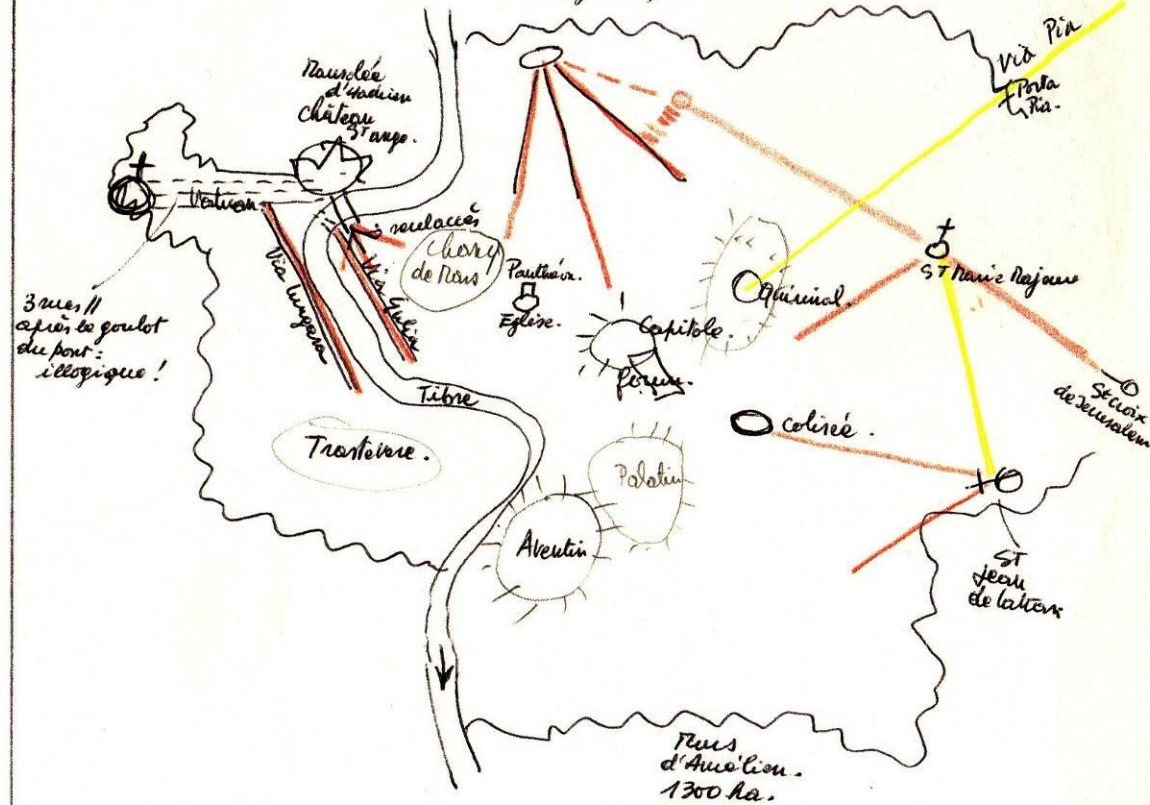 Mausolée
d'Hadrien
Château
St ange.
Via Pia
Porta
Pia.
Vatican
3 rues //
après le goulot
du pont :
illogique !
Via Lungara
Via Giulia
Champ
de Mars
Panthéon
Eglise.
Capitole.
forum.
Quirinal.
ST Marie Majeure
St Croix
de Jerusalem
Tibre
Colisée.
Trastevere.
Palatin
Aventin
ST
jean
de latran
Murs
d'Aurélien.
1300 ha.